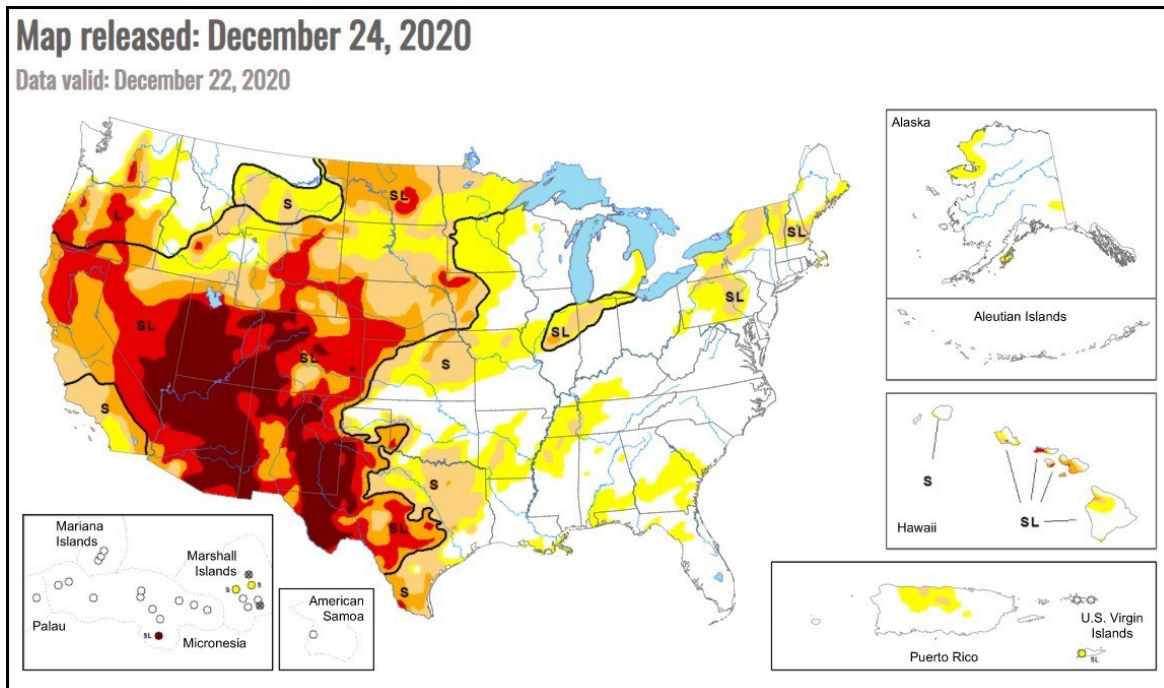 Map released: December 24, 2020
Data valid: December 22, 2020
Alaska
Aleutian Islands
L
S
SL
SL
SL
SL
SL
SL
SL
S
S
S
SL
S
Hawaii
S
SL
Mariana
Islands
Marshall
Islands
S
S
Palau
SL
Micronesia
American
Samoa
Puerto Rico
U.S. Virgin
Islands
SL